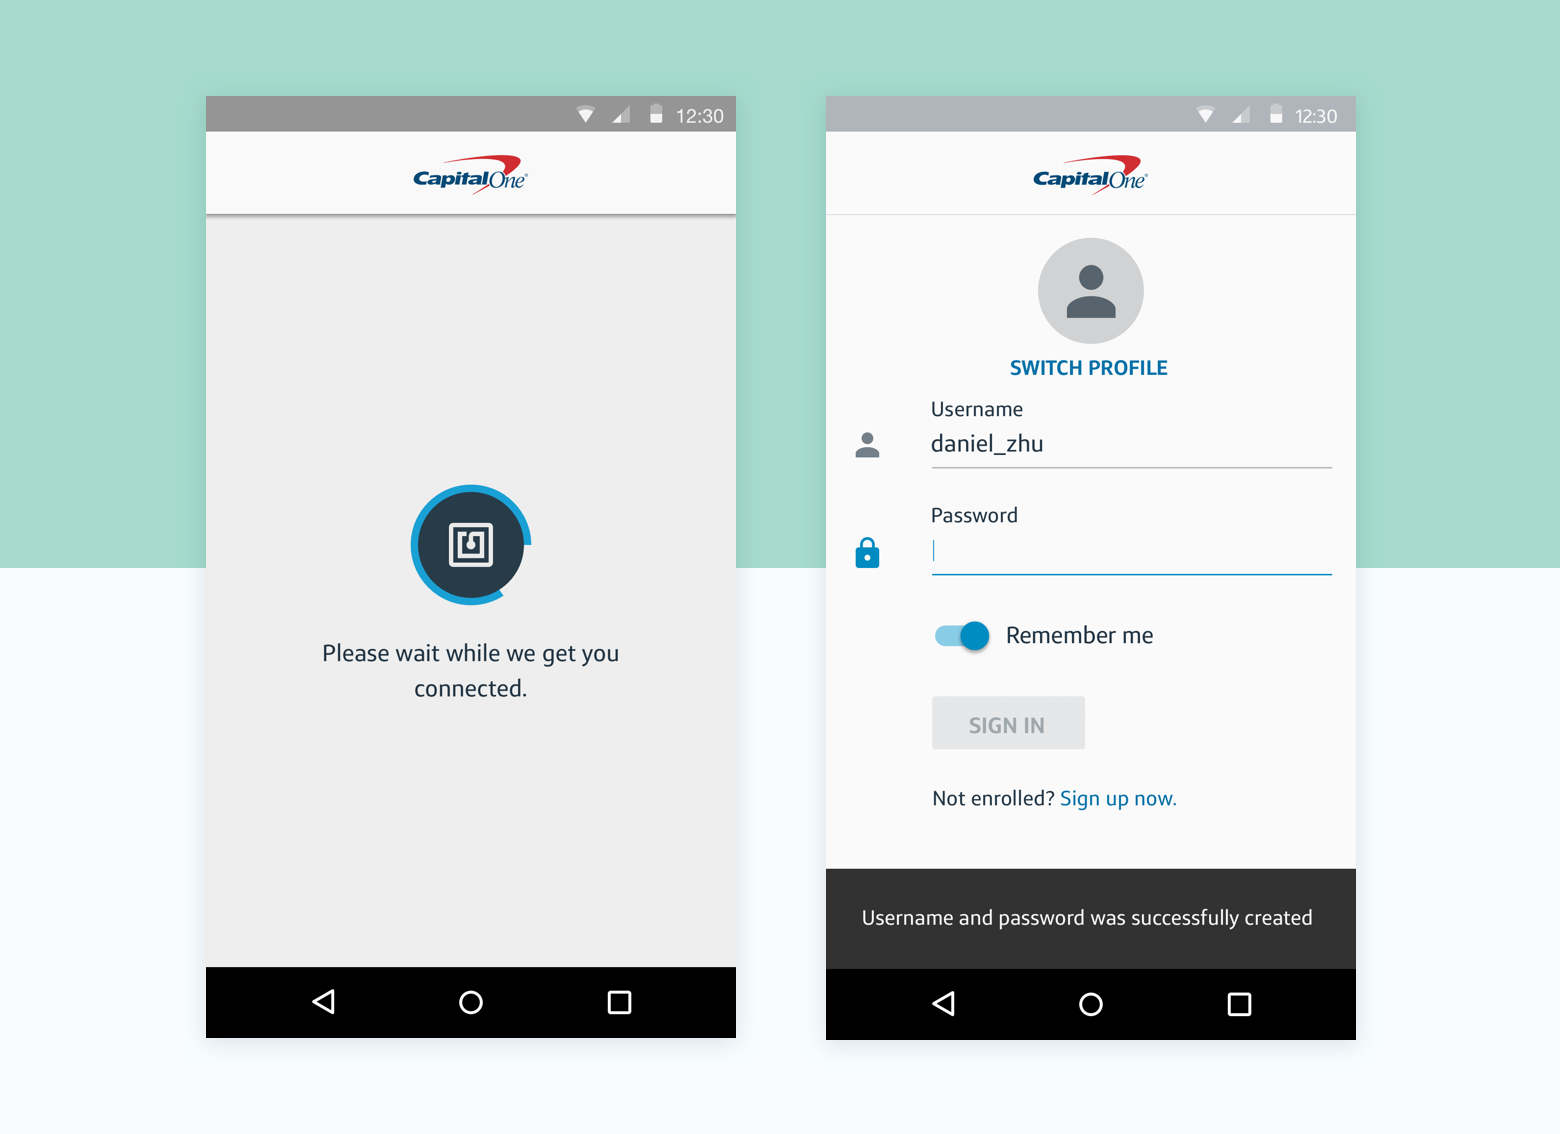 12:30
CapitalOne®
Please wait while we get you
connected.
12:30
CapitalOne®
SWITCH PROFILE
Username
daniel_zhu
Password
Remember me
SIGN IN
Not enrolled? Sign up now.
Username and password was successfully created